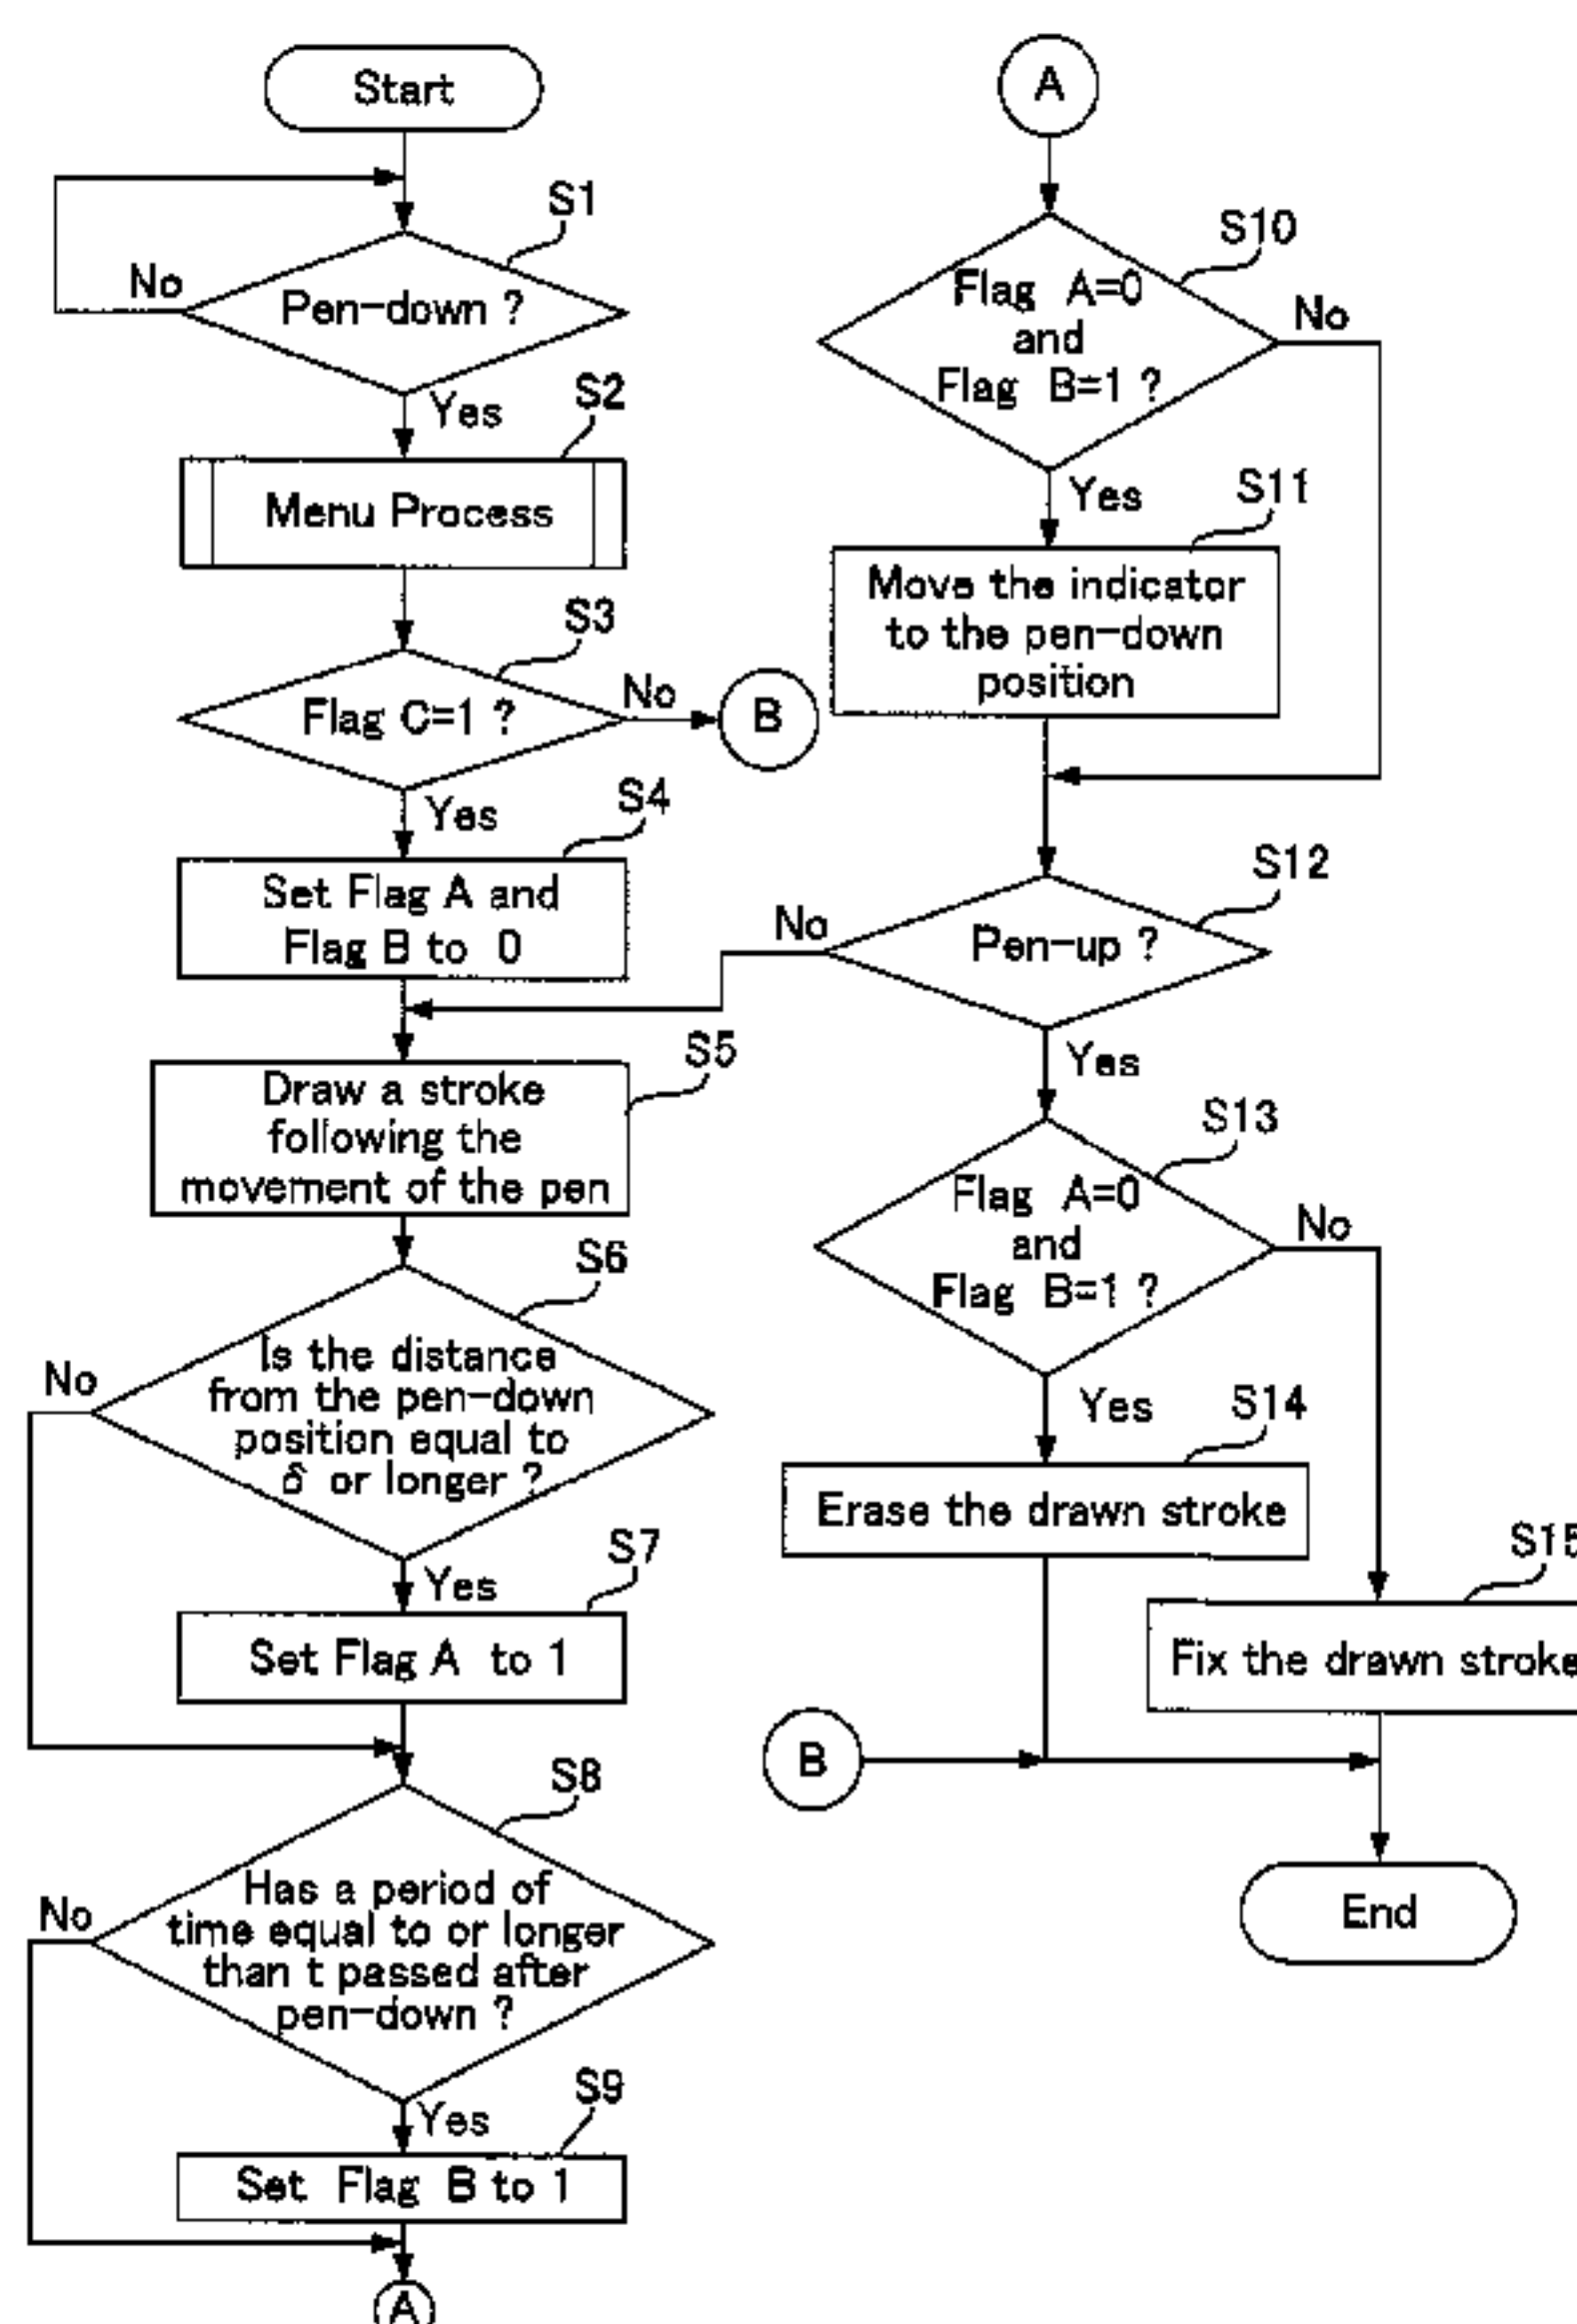 Start
S1
No
Pen-down ?
Yes
S2
Menu Process
S3
Flag C=1 ?
No
B
Yes
S4
Set Flag A and
Flag B to 0
S5
Draw a stroke
following the
movement of the pen
S6
No
Is the distance
from the pen-down
position equal to
δ or longer ?
S7
Yes
Set Flag A to 1
S8
No
Has a period of
time equal to or longer
than t passed after
pen-down ?
S9
Yes
Set Flag B to 1
A
A
S10
Flag A=0
and
Flag B=1 ?
No
Yes
S11
Move the indicator
to the pen-down
position
S12
No
Pen-up ?
Yes
S13
Flag A=0
and
Flag B=1 ?
No
Yes
S14
Erase the drawn stroke
S15
Fix the drawn stroke
B
End